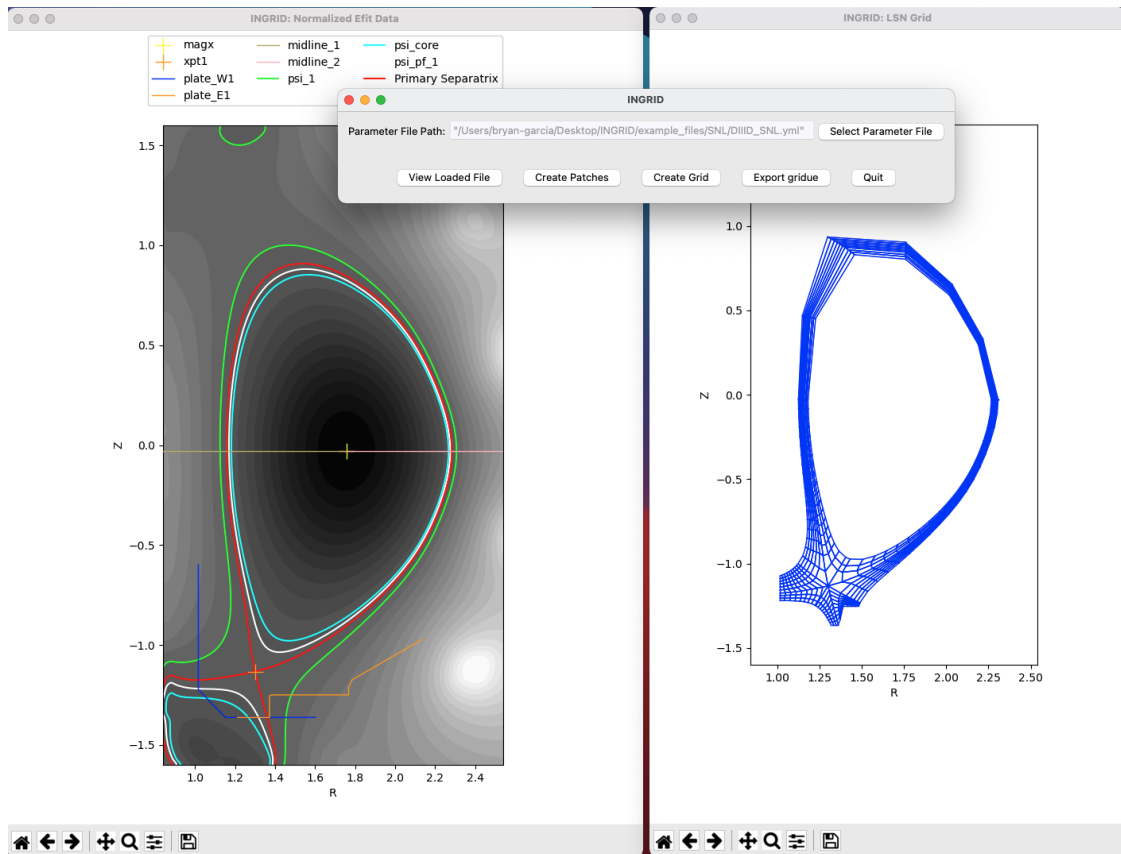 INGRID: Normalized Efit Data
INGRID: LSN Grid
magx
xpt1
plate_W1
plate_E1
midline_1
midline_2
psi_1
psi_core
psi_pf_1
Primary Separatrix
INGRID
Parameter File Path: "/Users/bryan-garcia/Desktop/INGRID/example_files/SNL/DIIID_SNL.yml" Select Parameter File
View Loaded File Create Patches Create Grid Export gridue Quit
1.5
1.0
0.5
0.0
−0.5
−1.0
−1.5
Z
1.0 1.2 1.4 1.6 1.8 2.0 2.2 2.4
R
1.0
0.5
0.0
−0.5
−1.0
−1.5
Z
1.00 1.25 1.50 1.75 2.00 2.25 2.50
R